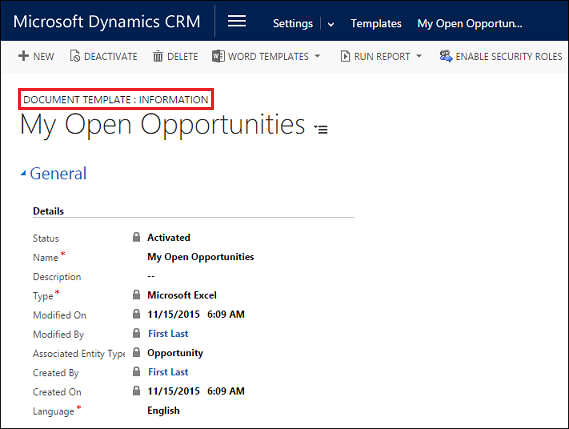 Microsoft Dynamics CRM Settings Templates My Open Opportun...
NEW DEACTIVATE DELETE WORD TEMPLATES RUN REPORT ENABLE SECURITY ROLES
DOCUMENT TEMPLATE : INFORMATION
My Open Opportunities
General
Details
Status Activated
Name* My Open Opportunities
Description --
Type* Microsoft Excel
Modified On 11/15/2015 6:09 AM
Modified By First Last
Associated Entity Type Opportunity
Created By First Last
Created On 11/15/2015 6:09 AM
Language* English